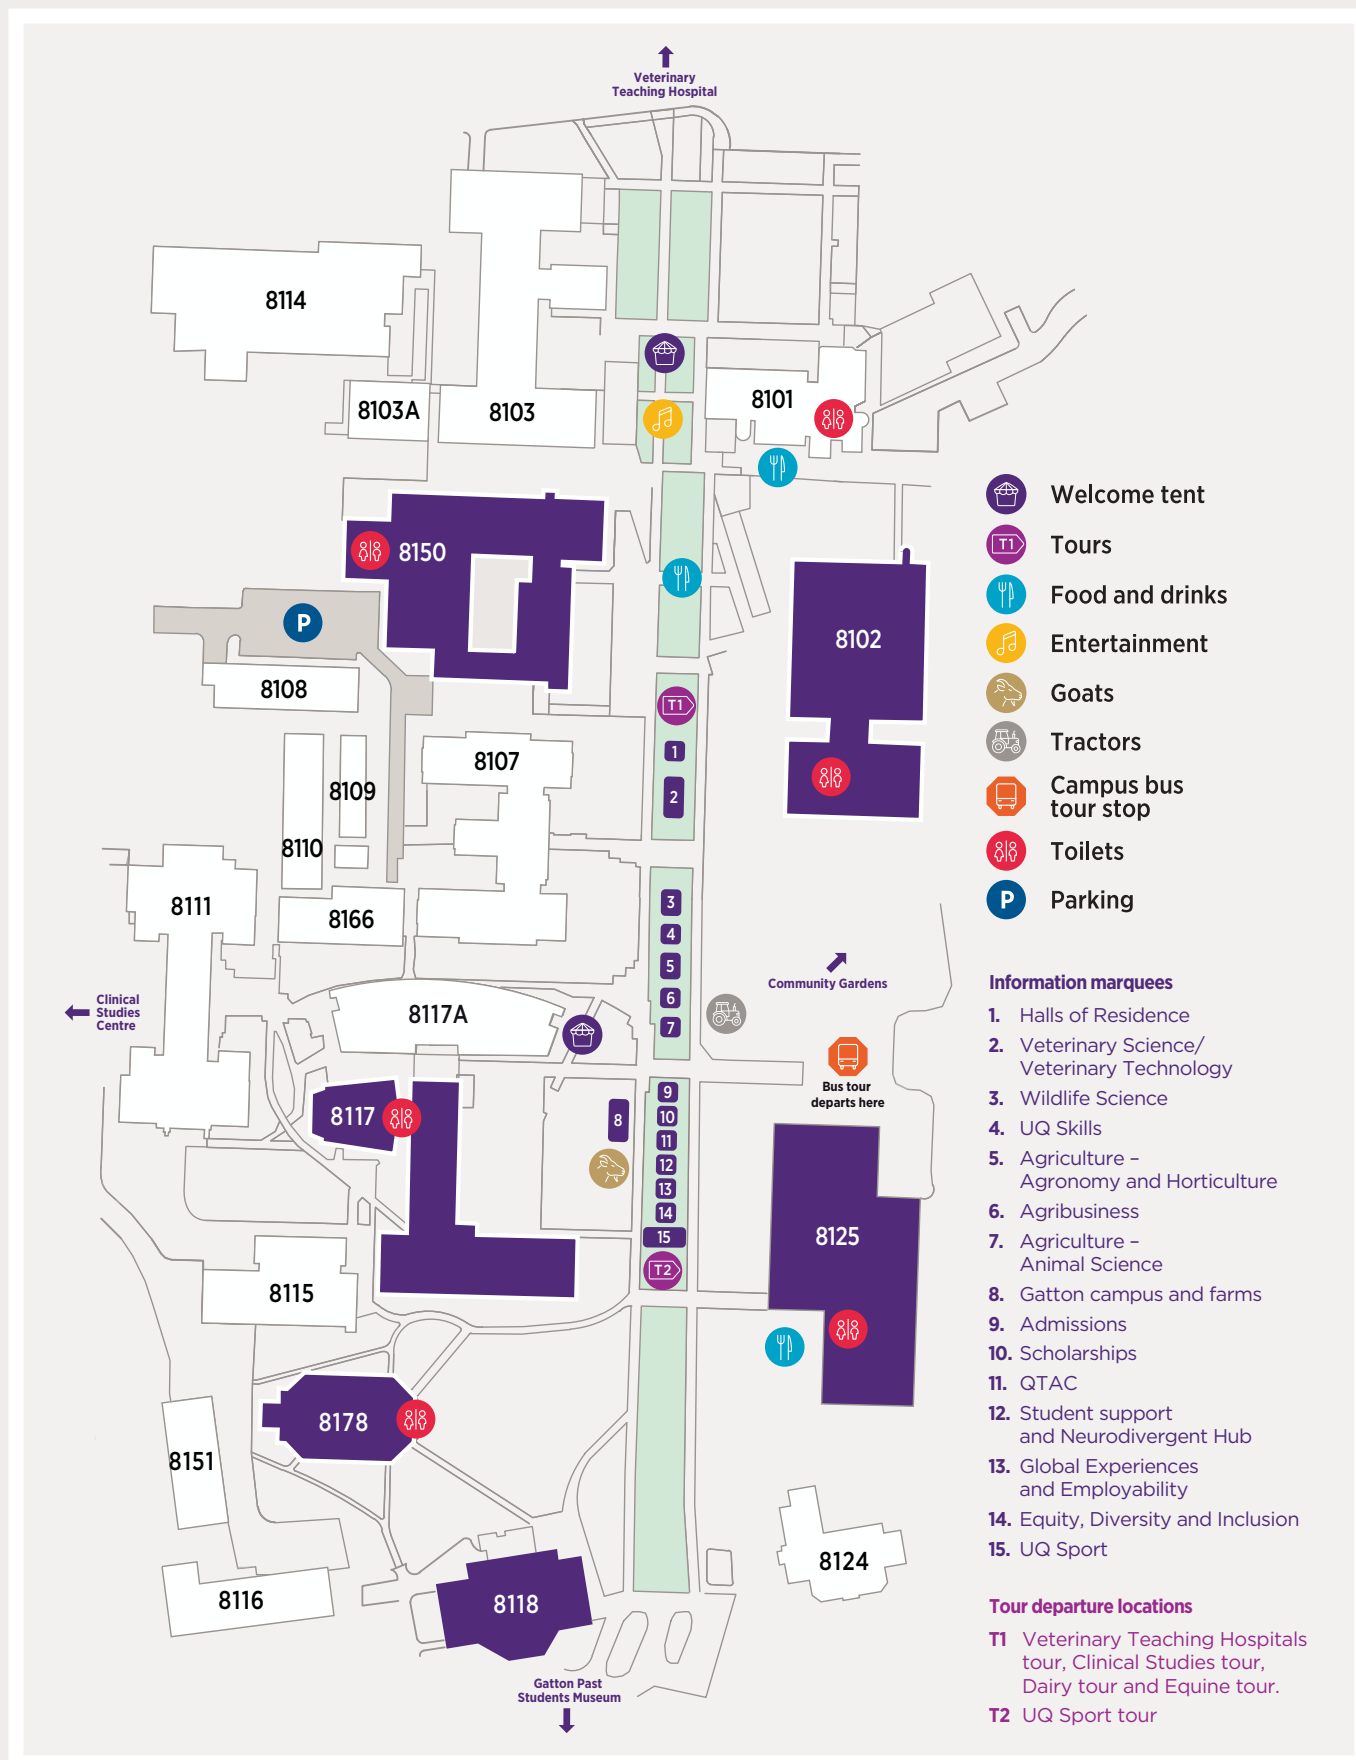 Veterinary
Teaching Hospital
8114
8103A
8103
8101
8150
P
8108
8102
T1
1
2
8107
8109
8110
8111
8166
3
4
5
6
7
Community Gardens
Clinical
Studies
Centre
8117A
Bus tour
departs here
8117
8
9
10
11
12
13
14
15
T2
8125
8115
8178
8151
8124
8116
8118
Gatton Past
Students Museum
Welcome tent
T1 Tours
Food and drinks
Entertainment
Goats
Tractors
Campus bus
tour stop
Toilets
P Parking
Information marquees
1. Halls of Residence
2. Veterinary Science/
Veterinary Technology
3. Wildlife Science
4. UQ Skills
5. Agriculture –
Agronomy and Horticulture
6. Agribusiness
7. Agriculture –
Animal Science
8. Gatton campus and farms
9. Admissions
10. Scholarships
11. QTAC
12. Student support
and Neurodivergent Hub
13. Global Experiences
and Employability
14. Equity, Diversity and Inclusion
15. UQ Sport
Tour departure locations
T1 Veterinary Teaching Hospitals
tour, Clinical Studies tour,
Dairy tour and Equine tour.
T2 UQ Sport tour